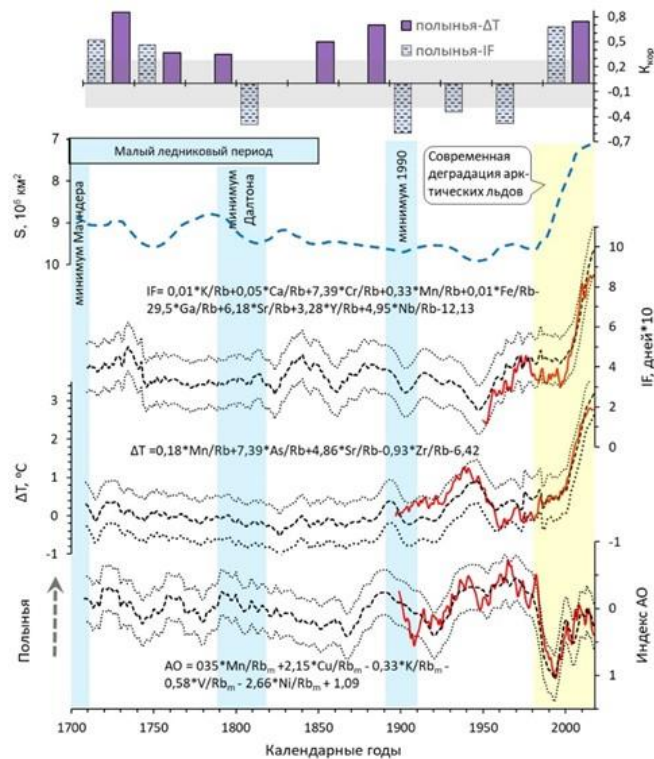 полынья-ΔT
полынья-IF
0,8
0,5
0,2
-0,1
-0,4
-0,7
Ккор
7
8
9
10
S, 10⁶ км²
Малый ледниковый период
минимум Маундера
минимум
Далтона
минимум 1990
Современная
деградация арк-
тических льдов
IF= 0,01*K/Rb+0,05*Ca/Rb+7,39*Cr/Rb+0,33*Mn/Rb+0,01*Fe/Rb-
29,5*Ga/Rb+6,18*Sr/Rb+3,28*Y/Rb+4,95*Nb/Rb-12,13
10
8
6
4
2
0
IF, дней*10
3
2
1
0
-1
ΔT, ⁰C
ΔT =0,18*Mn/Rb+7,39*As/Rb+4,86*Sr/Rb-0,93*Zr/Rb-6,42
-1
0
1
Индекс АО
Полынья
AO = 035*Mn/Rbₘ +2,15*Cu/Rbₘ - 0,33*K/Rbₘ -
0,58*V/Rbₘ - 2,66*Ni/Rbₘ + 1,09
1700 1750 1800 1850 1900 1950 2000
Календарные годы